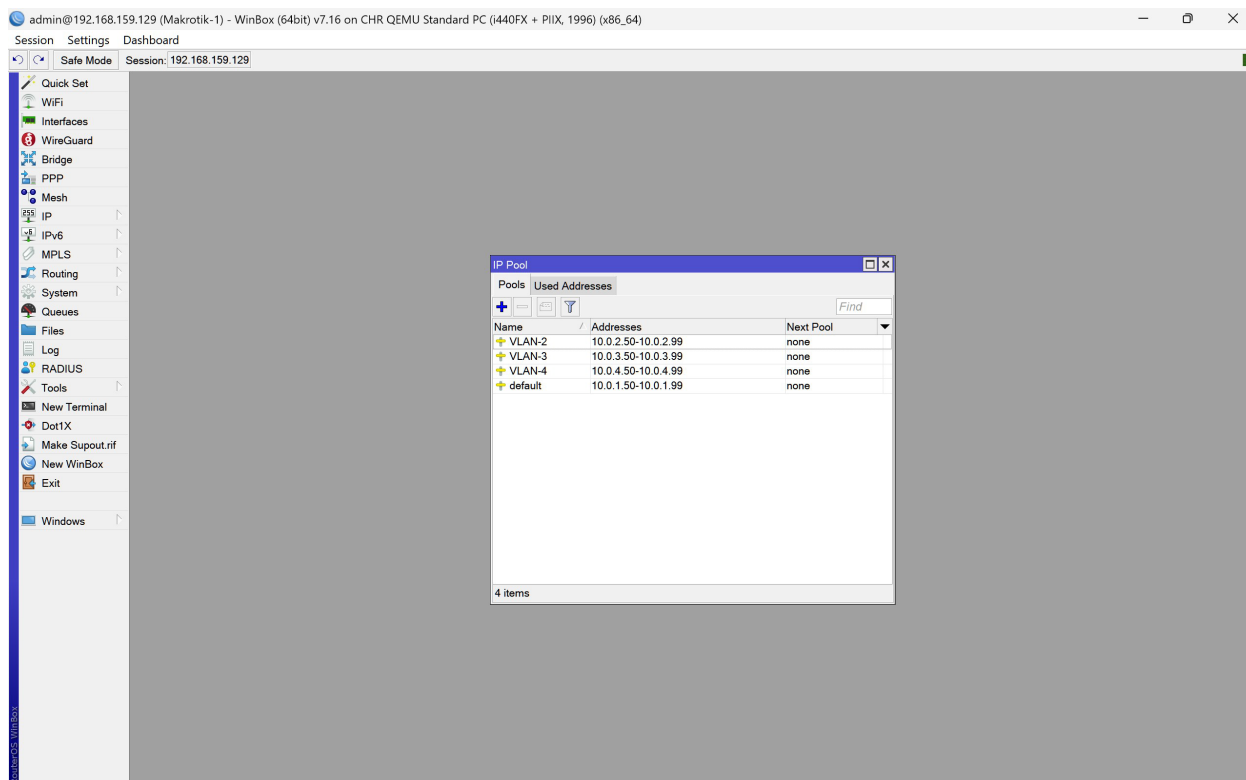 admin@192.168.159.129 (Makrotik-1) - WinBox (64bit) v7.16 on CHR QEMU Standard PC (i440FX + PIIX, 1996) (x86_64)
Session Settings Dashboard
Safe Mode Session: 192.168.159.129
Quick Set
WiFi
Interfaces
WireGuard
Bridge
PPP
Mesh
255 IP
v6 IPv6
MPLS
Routing
System
Queues
Files
Log
RADIUS
Tools
New Terminal
Dot1X
Make Supout.rif
New WinBox
Exit
Windows
outerOS WinBox
IP Pool
Pools Used Addresses
Find
Name / Addresses Next Pool
VLAN-2 10.0.2.50-10.0.2.99 none
VLAN-3 10.0.3.50-10.0.3.99 none
VLAN-4 10.0.4.50-10.0.4.99 none
default 10.0.1.50-10.0.1.99 none
4 items